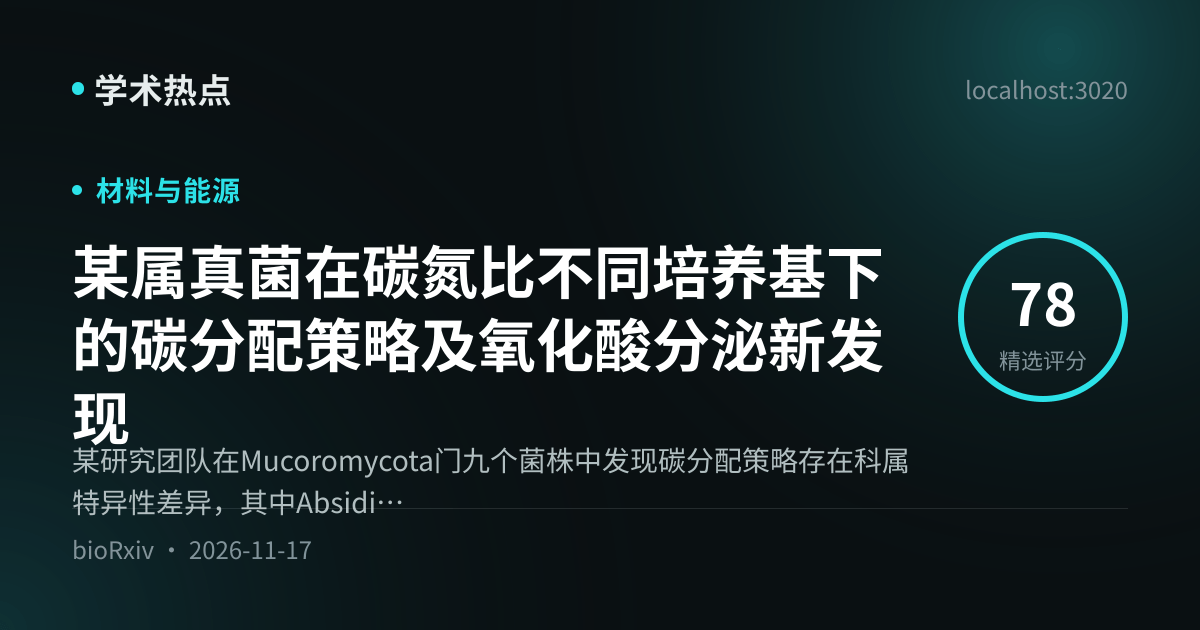 学术热点
localhost:3020
材料与能源
某属真菌在碳氮比不同培养基下
的碳分配策略及氧化酸分泌新发
现
78
精选评分
某研究团队在Mucoromycota门九个菌株中发现碳分配策略存在科属
特异性差异，其中Absidi…
bioRxiv · 2026-11-17